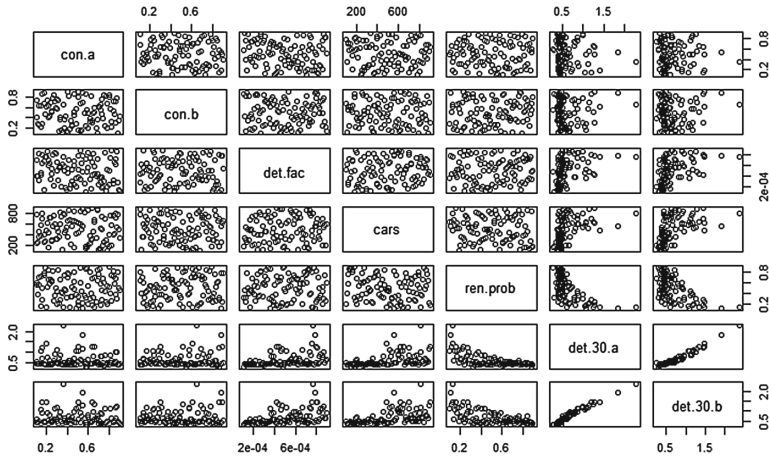 0.2 0.6 200 600 0.5 1.5
con.a 0.2 0.8
0.2 0.8 con.b
det.fac 2e-04
200 800 cars
ren.prob 0.2 0.8
0.5 2.0 det.30.a
det.30.b 0.5 2.0
0.2 0.6 2e-04 6e-04 0.2 0.6 0.5 1.5